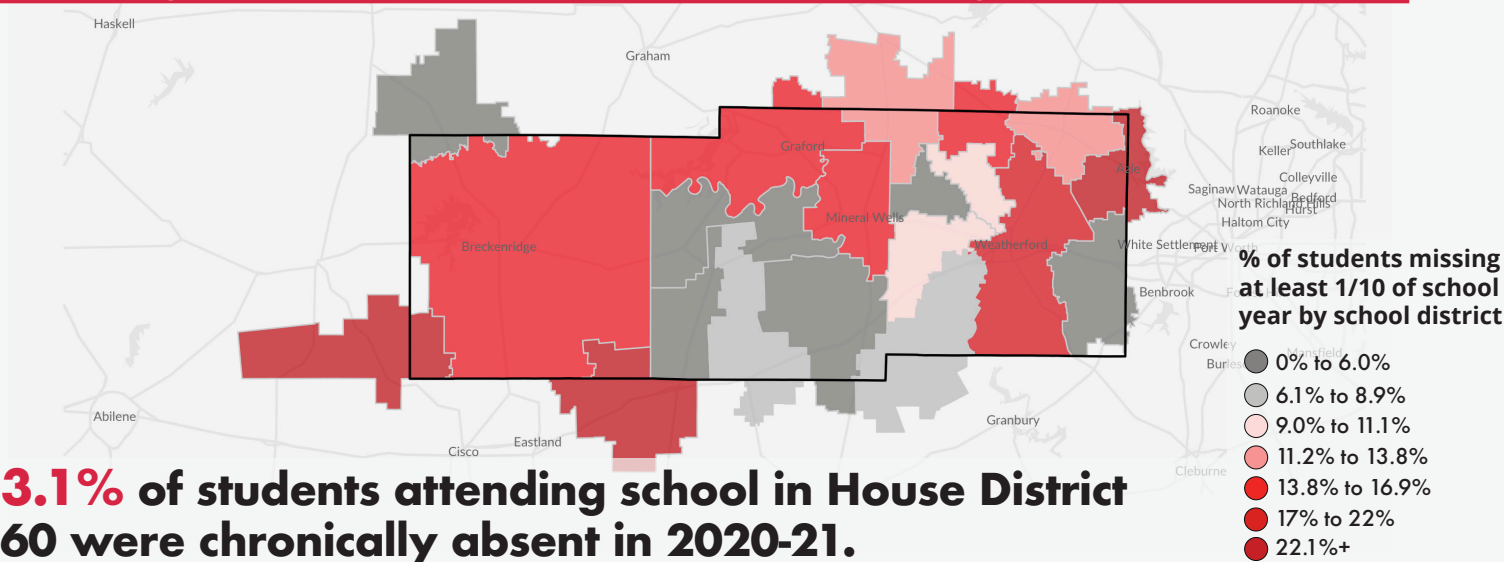 Haskell
Graham
Roanoke
Southlake
Keller
Graford
Azle
Colleyville
Saginaw Watauga
Bedford
North Richland Hills
Hurst
Mineral Wells
Haltom City
Breckenridge
Weatherford
White Settlement
Fort Worth
% of students missing
at least 1/10 of school
year by school district
Benbrook
Crowley
Mansfield
0% to 6.0%
6.1% to 8.9%
Abilene
Granbury
9.0% to 11.1%
Eastland
Cisco
11.2% to 13.8%
Cleburne
13.8% to 16.9%
17% to 22%
22.1%+
3.1% of students attending school in House District
60 were chronically absent in 2020-21.